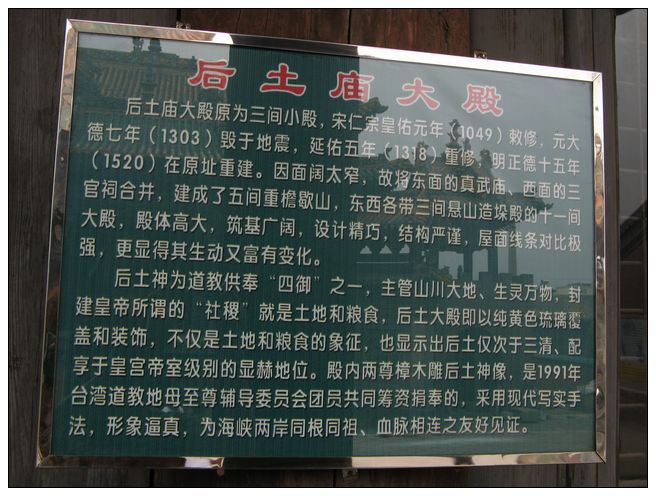 后土庙大殿
后土庙大殿原为三间小殿，宋仁宗皇佑元年（1049）敕修，元大
德七年（1303）毁于地震，延佑五年（1318）重修，明正德十五年
（1520）在原址重建。因面阔太窄，故将东面的真武庙、西面的三
官祠合并，建成了五间重檐歇山，东西各带三间悬山造垛殿的十一间
大殿，殿体高大，筑基广阔，设计精巧，结构严谨，屋面线条对比极
强，更显得其生动又富有变化。
后土神为道教供奉“四御”之一，主管山川大地、生灵万物，封
建皇帝所谓的“社稷”就是土地和粮食，后土大殿即以纯黄色琉璃覆
盖和装饰，不仅是土地和粮食的象征，也显示出后土仅次于三清、配
享于皇宫帝室级别的显赫地位。殿内两尊樟木雕后土神像，是1991年
台湾道教地母至尊辅导委员会团员共同筹资捐奉的，采用现代写实手
法，形象逼真，为海峡两岸同根同祖、血脉相连之友好见证。